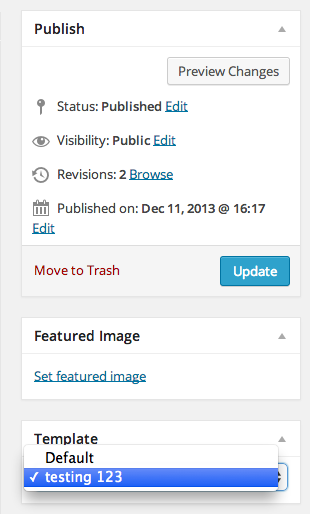 Publish
Preview Changes
Status: Published Edit
Visibility: Public Edit
Revisions: 2 Browse
Published on: Dec 11, 2013 @ 16:17
Edit
Move to Trash
Update
Featured Image
Set featured image
Template
Default
✓ testing 123